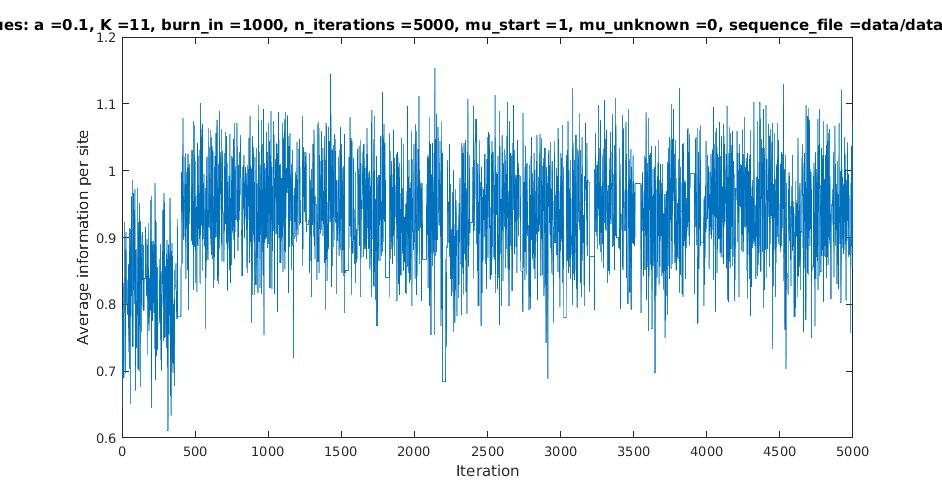 ues: a =0.1, K =11, burn_in =1000, n_iterations =5000, mu_start =1, mu_unknown =0, sequence_file =data/data
1.2
1.1
1
0.9
0.8
0.7
0.6
Average information per site
0 500 1000 1500 2000 2500 3000 3500 4000 4500 5000
Iteration